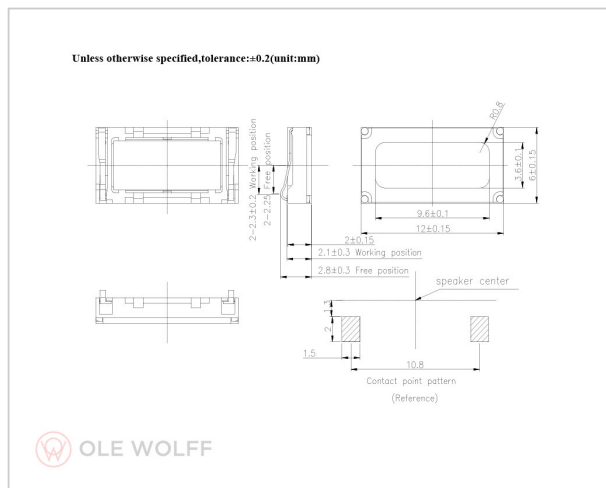 Unless otherwise specified,tolerance:±0.2(unit:mm)
2-2.3±0.2 Working position
2-2.25 Free position
R0.8
3.6±0.1
6±0.15
9.6±0.1
12±0.15
2±0.15
2.1±0.3 Working position
2.8±0.3 Free position
speaker center
1.3
2
1.5
10.8
Contact point pattern
(Reference)
OLE WOLFF